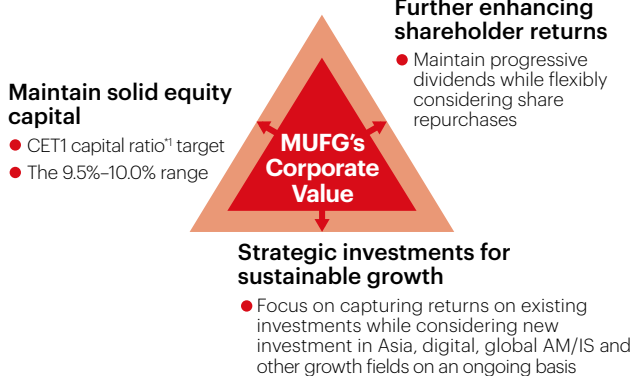 Further enhancing
shareholder returns
● Maintain progressive
dividends while flexibly
considering share
repurchases
Maintain solid equity
capital
● CET1 capital ratio*1 target
● The 9.5%–10.0% range
MUFG's
Corporate
Value
Strategic investments for
sustainable growth
● Focus on capturing returns on existing
investments while considering new
investment in Asia, digital, global AM/IS and
other growth fields on an ongoing basis